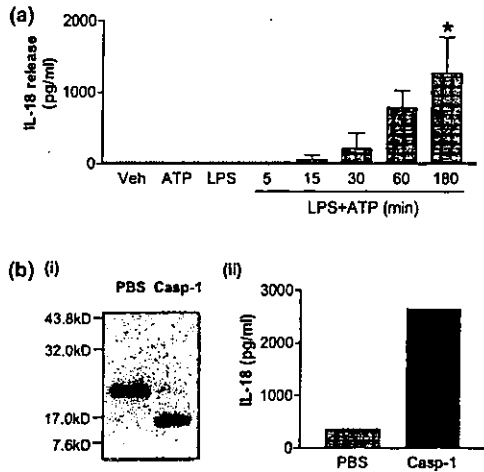 (a)
IL-18 release
(pg/ml)
2000
1000
0
*
Veh ATP LPS 5 15 30 60 180
LPS+ATP (min)
(b) (i) (ii)
PBS Casp-1
43.8kD
32.0kD
17.0kD
7.6kD
IL-18 (pg/ml)
3000
2000
1000
0
PBS Casp-1